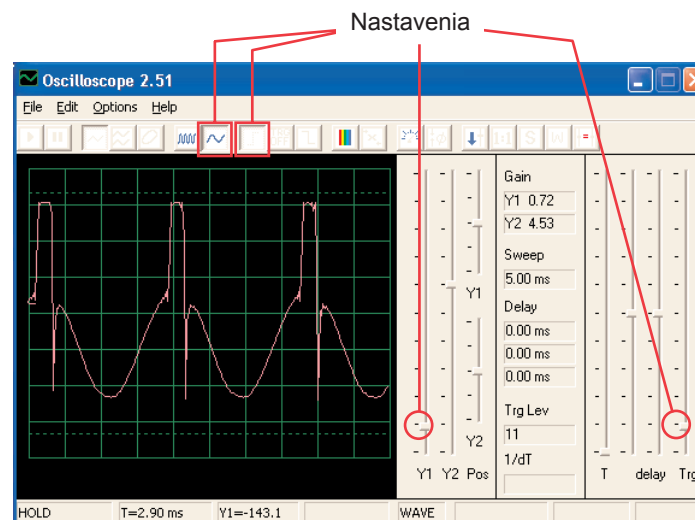 Nastavenia
Oscilloscope 2.51
File Edit Options Help
Gain
Y1 0.72
Y2 4.53
Sweep
5.00 ms
Y1
Delay
0.00 ms
0.00 ms
0.00 ms
Trg Lev
11
Y2
1/dT
Y1 Y2 Pos
T delay Trg
HOLD T=2.90 ms Y1=-143.1 WAVE